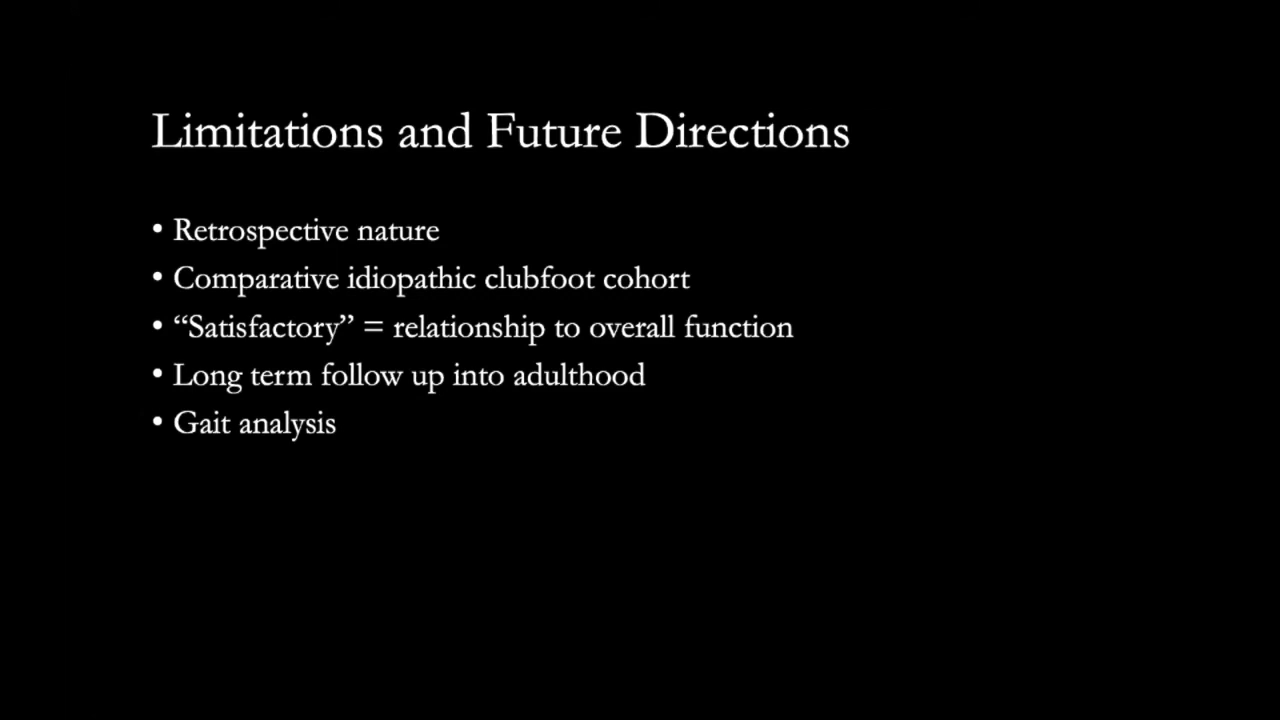 Limitations and Future Directions
• Retrospective nature
• Comparative idiopathic clubfoot cohort
• “Satisfactory” = relationship to overall function
• Long term follow up into adulthood
• Gait analysis